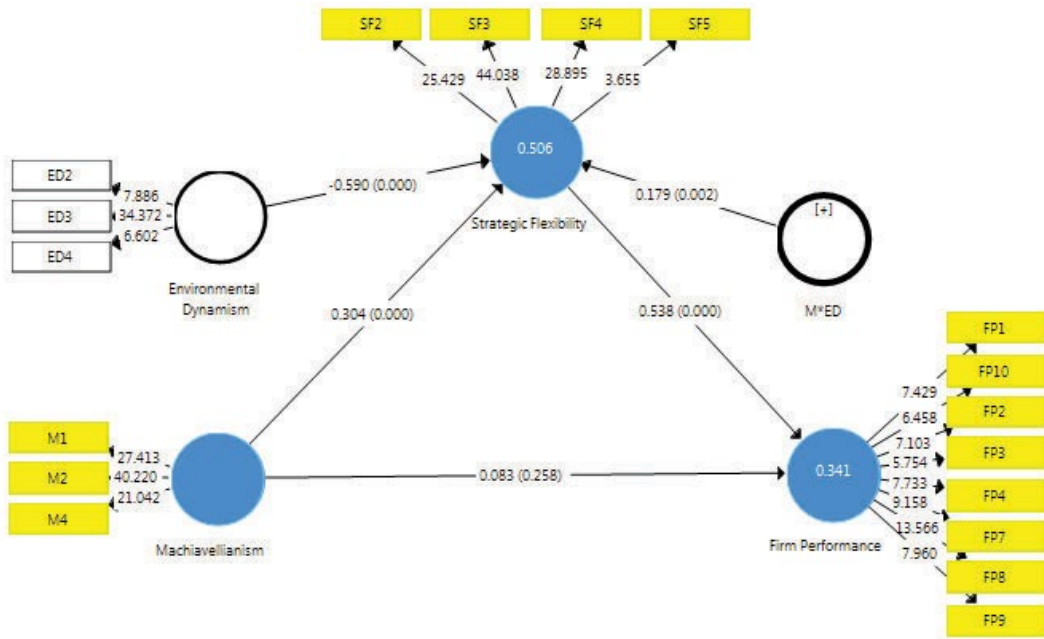 SF2
SF3
SF4
SF5
25.429
44.038
28.895
3.655
0.506
Strategic Flexibility
ED2
ED3
ED4
7.886
34.372
6.602
Environmental
Dynamism
-0.590 (0.000)
0.179 (0.002)
[+]
M*ED
0.304 (0.000)
0.538 (0.000)
M1
M2
M4
27.413
40.220
21.042
Machiavellianism
0.083 (0.258)
0.341
Firm Performance
7.429
6.458
7.103
5.754
7.733
9.158
13.566
7.960
FP1
FP10
FP2
FP3
FP4
FP7
FP8
FP9